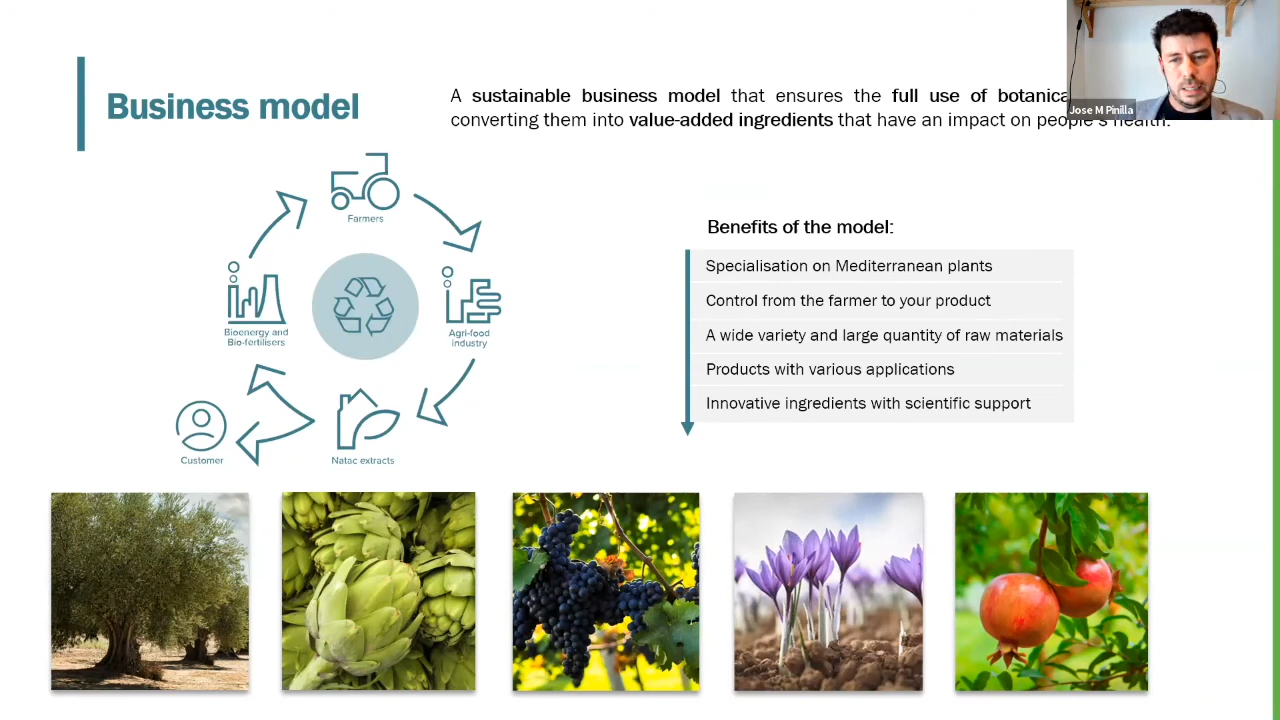 Business model
A sustainable business model that ensures the full use of
converting them into value-added ingredients that have an impact on people's health.
Jose M Pinilla
Farmers
Bioenergy and
Bio-fertilisers
Agri-food
industry
Customer
Natac extracts
Benefits of the model:
Specialisation on Mediterranean plants
Control from the farmer to your product
A wide variety and large quantity of raw materials
Products with various applications
Innovative ingredients with scientific support